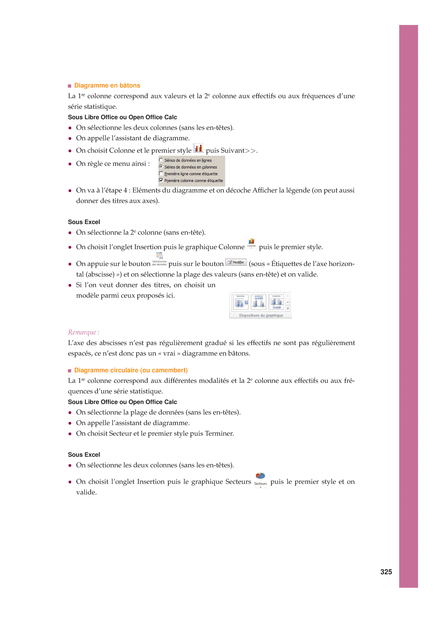 Diagramme en bâtons
La 1re colonne correspond aux valeurs et la 2e colonne aux effectifs ou aux fréquences d'une
série statistique.
Sous Libre Office ou Open Office Calc
• On sélectionne les deux colonnes (sans les en-têtes).
• On appelle l'assistant de diagramme.
• On choisit Colonne et le premier style , puis Suivant>>.
• On règle ce menu ainsi :
Séries de données en lignes
Séries de données en colonnes
Première ligne comme étiquette
Première colonne comme étiquette
• On va à l'étape 4 : Eléments du diagramme et on décoche Afficher la légende (on peut aussi
donner des titres aux axes).
Sous Excel
• On sélectionne la 2e colonne (sans en-tête).
• On choisit l'onglet Insertion puis le graphique Colonne puis le premier style.
• On appuie sur le bouton puis sur le bouton Modifier (sous « Étiquettes de l'axe horizon-
tal (abscisse) ») et on sélectionne la plage des valeurs (sans en-tête) et on valide.
• Si l'on veut donner des titres, on choisit un
modèle parmi ceux proposés ici.
Dispositions du graphique
Remarque :
L'axe des abscisses n'est pas régulièrement gradué si les effectifs ne sont pas régulièrement
espacés, ce n'est donc pas un « vrai » diagramme en bâtons.
Diagramme circulaire (ou camembert)
La 1re colonne correspond aux différentes modalités et la 2e colonne aux effectifs ou aux fré-
quences d'une série statistique.
Sous Libre Office ou Open Office Calc
• On sélectionne la plage de données (sans les en-têtes).
• On appelle l'assistant de diagramme.
• On choisit Secteur et le premier style puis Terminer.
Sous Excel
• On sélectionne les deux colonnes (sans les en-têtes).
• On choisit l'onglet Insertion puis le graphique Secteurs Secteurs puis le premier style et on
valide.
325